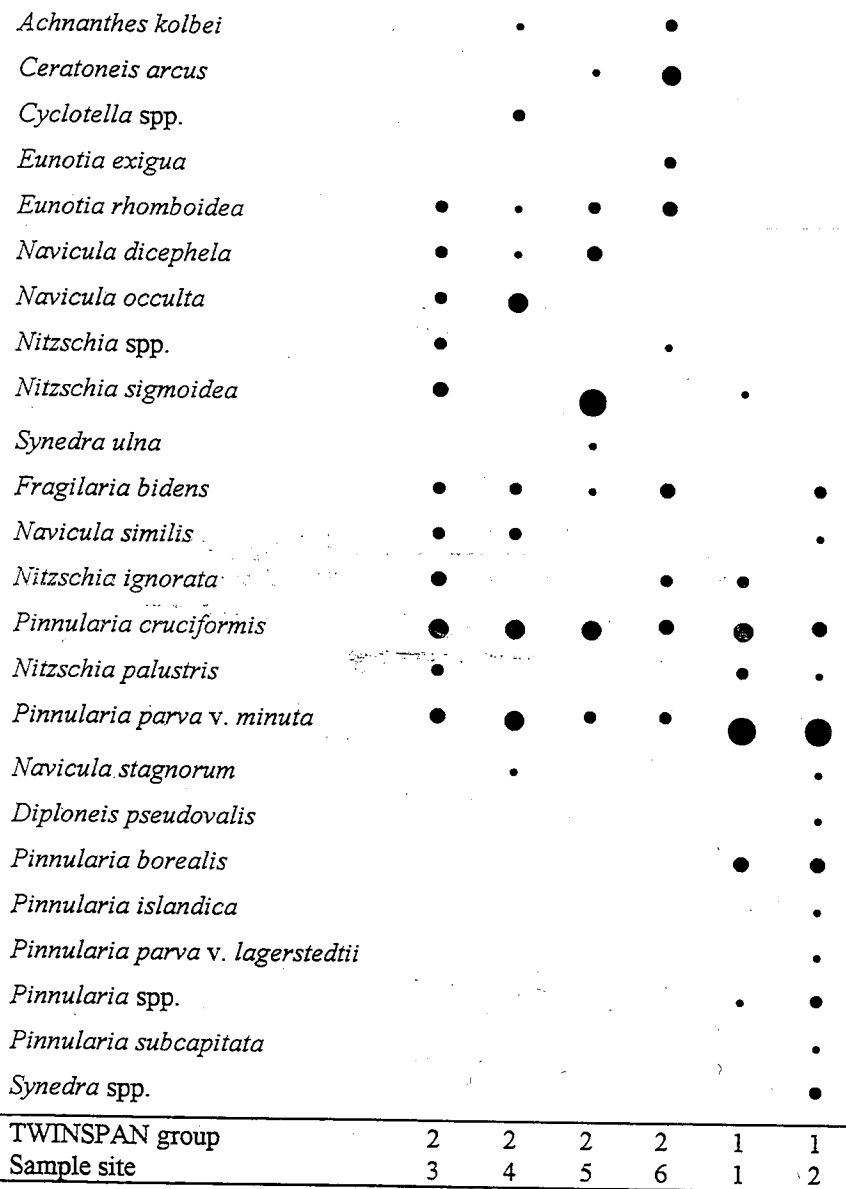 Achnanthes kolbei
Ceratoneis arcus
Cyclotella spp.
Eunotia exigua
Eunotia rhomboidea
Navicula dicephela
Navicula occulta
Nitzschia spp.
Nitzschia sigmoidea
Synedra ulna
Fragilaria bidens
Navicula similis
Nitzschia ignorata
Pinnularia cruciformis
Nitzschia palustris
Pinnularia parva v. minuta
Navicula stagnorum
Diploneis pseudovalis
Pinnularia borealis
Pinnularia islandica
Pinnularia parva v. lagerstedtii
Pinnularia spp.
Pinnularia subcapitata
Synedra spp.
TWINSPAN group 2 2 2 2 1 1
Sample site 3 4 5 6 1 2